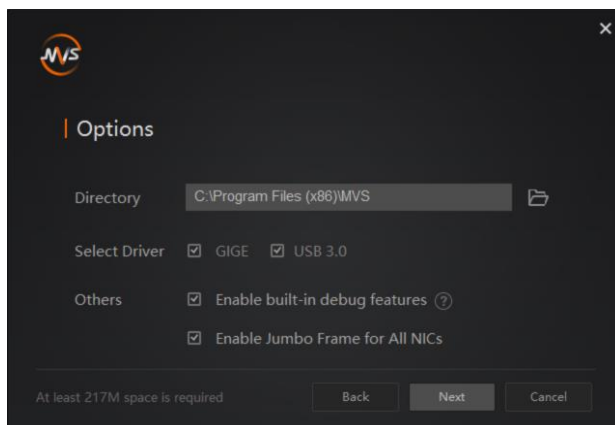 MVS
Options
Directory C:\Program Files (x86)\MVS
Select Driver GIGE USB 3.0
Others Enable built-in debug features ?
Enable Jumbo Frame for All NICs
At least 217M space is required Back Next Cancel